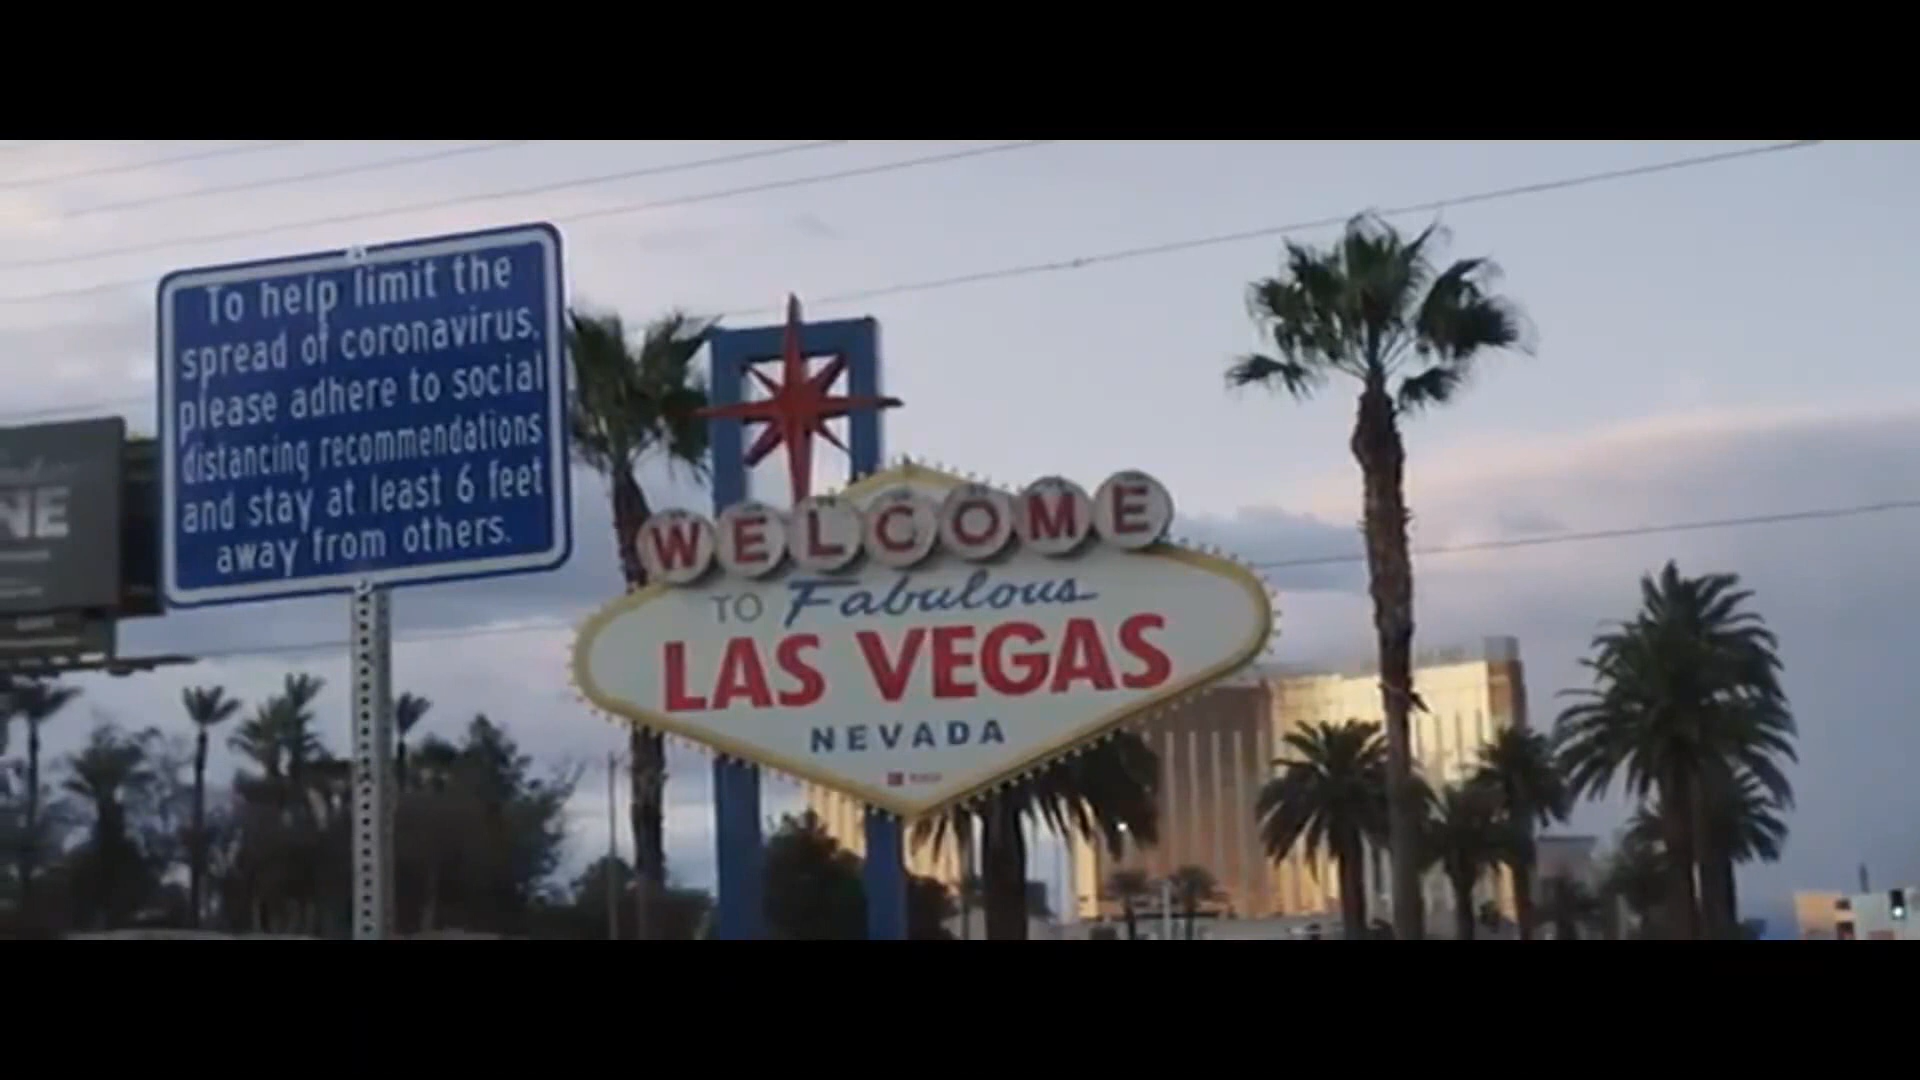 To help limit the
spread of coronavirus,
please adhere to social
distancing recommendations
and stay at least 6 feet
away from others.
NE
WELCOME
TO Fabulous
LAS VEGAS
NEVADA